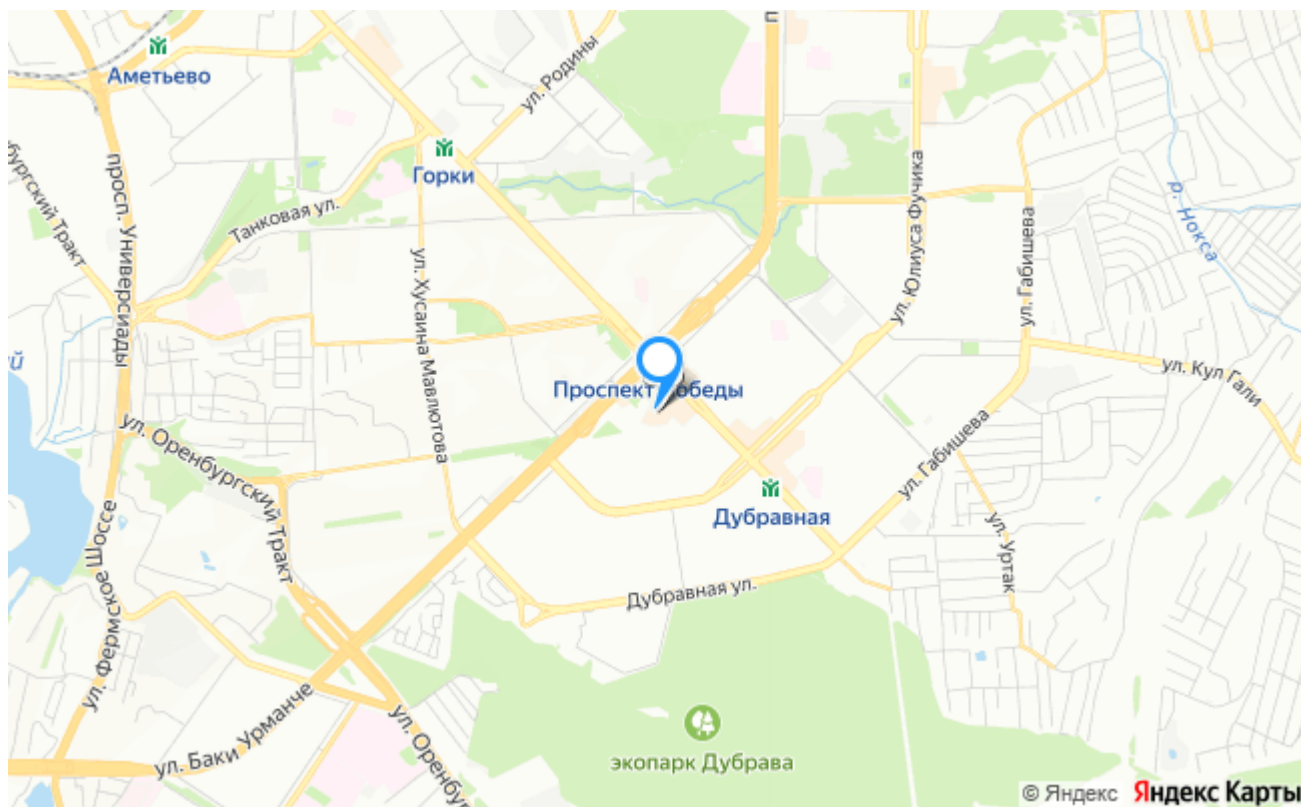 П
Аметьево
ул. Родины
Горки
бургский Тракт
просп. Универсиады
Танковая ул.
ул. Хусаина Мавлютова
ул. Юлиуса Фучика
ул. Габишева
р. Нокса
ул. Кул Гали
Проспект Победы
ул. Оренбургский Тракт
ул. Габишева
Дубравная
ул. Уртак
ул. Фермское Шоссе
Дубравная ул.
ул. Баки Урманче
ул. Оренбу
экопарк Дубрава
© Яндекс Яндекс Карты